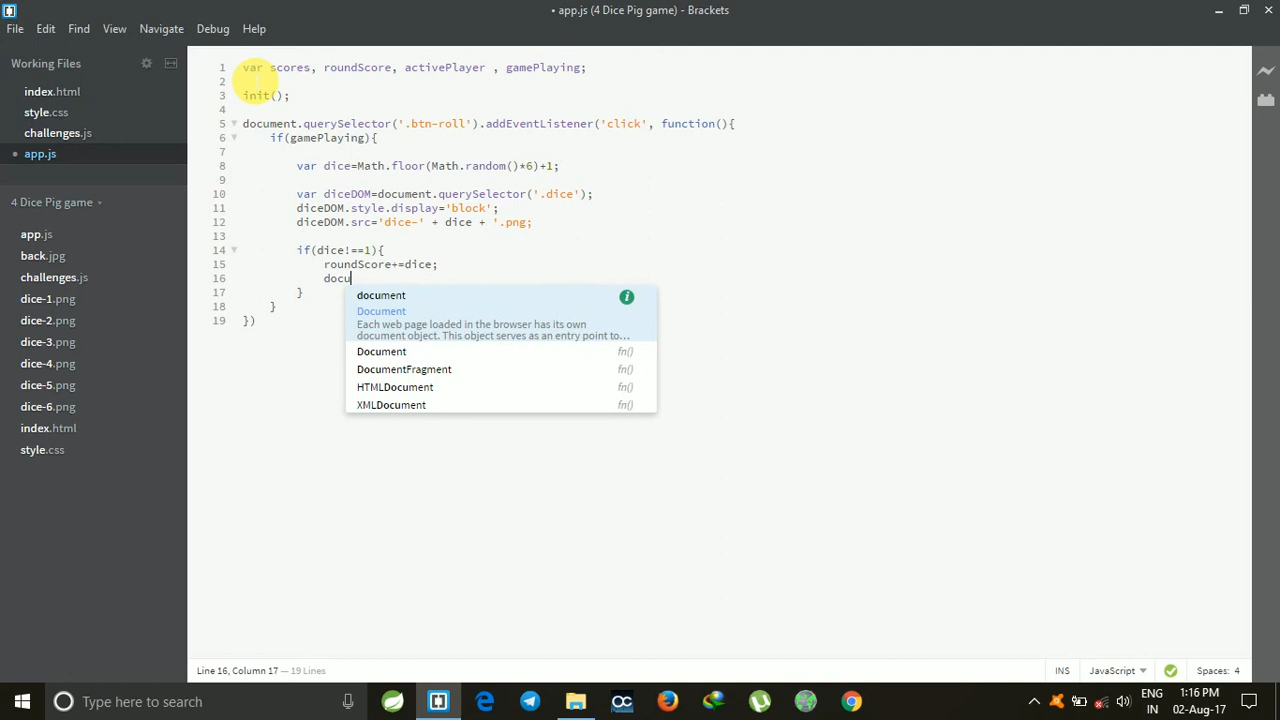 • app.js (4 Dice Pig game) - Brackets
File Edit Find View Navigate Debug Help
Working Files
index.html
style.css
challenges.js
• app.js
4 Dice Pig game
app.js
back.jpg
challenges.js
dice-1.png
dice-2.png
dice-3.png
dice-4.png
dice-5.png
dice-6.png
index.html
style.css
1 var scores, roundScore, activePlayer , gamePlaying;
2
3 init();
4
5 document.querySelector('.btn-roll').addEventListener('click', function(){
6 if(gamePlaying){
7
8 var dice=Math.floor(Math.random()*6)+1;
9
10 var diceDOM=document.querySelector('.dice');
11 diceDOM.style.display='block';
12 diceDOM.src='dice-' + dice + '.png;
13
14 if(dice!==1){
15 roundScore+=dice;
16 docu
17 }
18 }
19 })
document
Document
Each web page loaded in the browser has its own
document object. This object serves as an entry point to…
Document fn()
DocumentFragment fn()
HTMLDocument fn()
XMLDocument fn()
Line 16, Column 17 — 19 Lines
INS JavaScript Spaces: 4
Type here to search
ENG
IN
1:16 PM
02-Aug-17